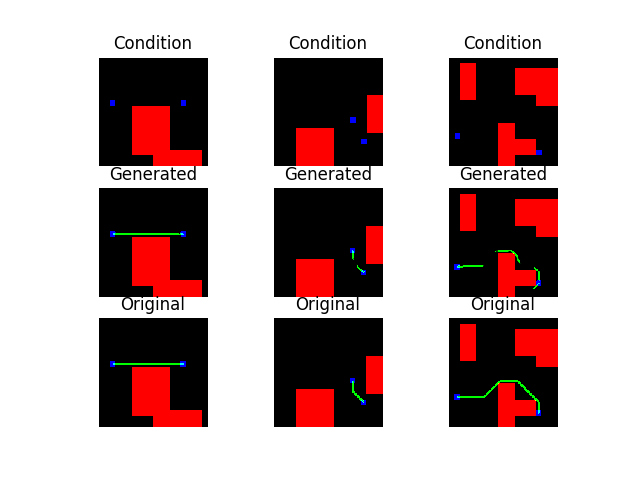 Condition Condition Condition
Generated Generated Generated
Original Original Original